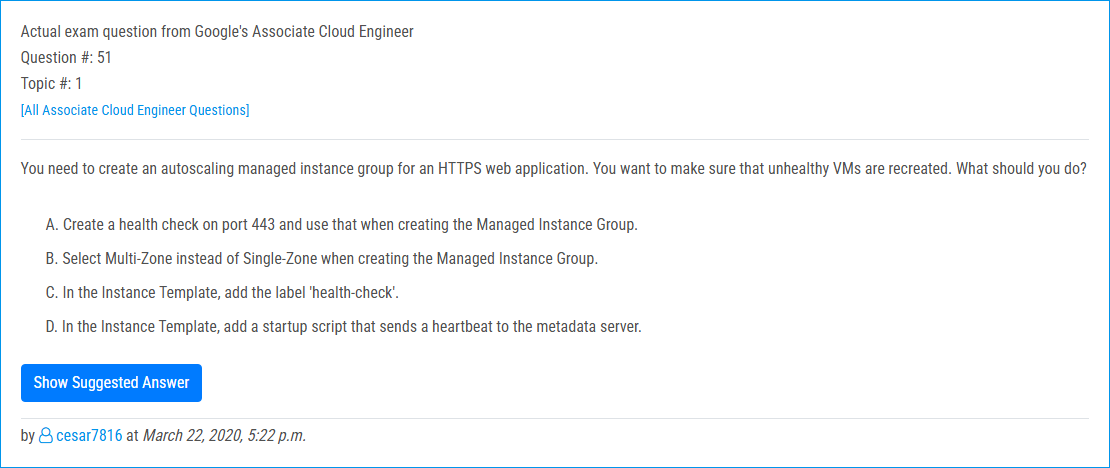 Actual exam question from Google's Associate Cloud Engineer
Question #: 51
Topic #: 1
[All Associate Cloud Engineer Questions]
You need to create an autoscaling managed instance group for an HTTPS web application. You want to make sure that unhealthy VMs are recreated. What should you do?
A. Create a health check on port 443 and use that when creating the Managed Instance Group.
B. Select Multi-Zone instead of Single-Zone when creating the Managed Instance Group.
C. In the Instance Template, add the label 'health-check'.
D. In the Instance Template, add a startup script that sends a heartbeat to the metadata server.
Show Suggested Answer
by cesar7816 at March 22, 2020, 5:22 p.m.